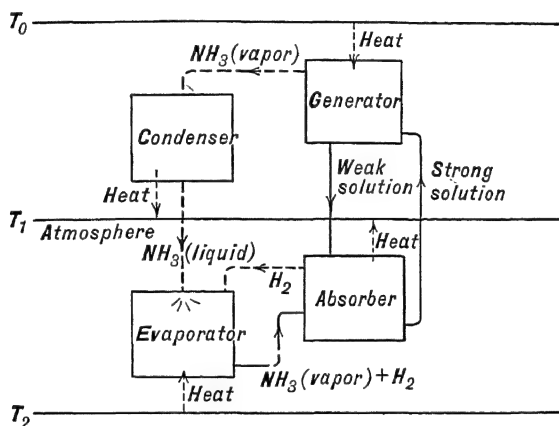 T₀
Heat
NH₃(vapor)
Generator
Condenser
Weak
solution
Strong
solution
Heat
T₁
Atmosphere
NH₃(liquid)
Heat
H₂
Absorber
Evaporator
Heat
NH₃(vapor)+H₂
T₂